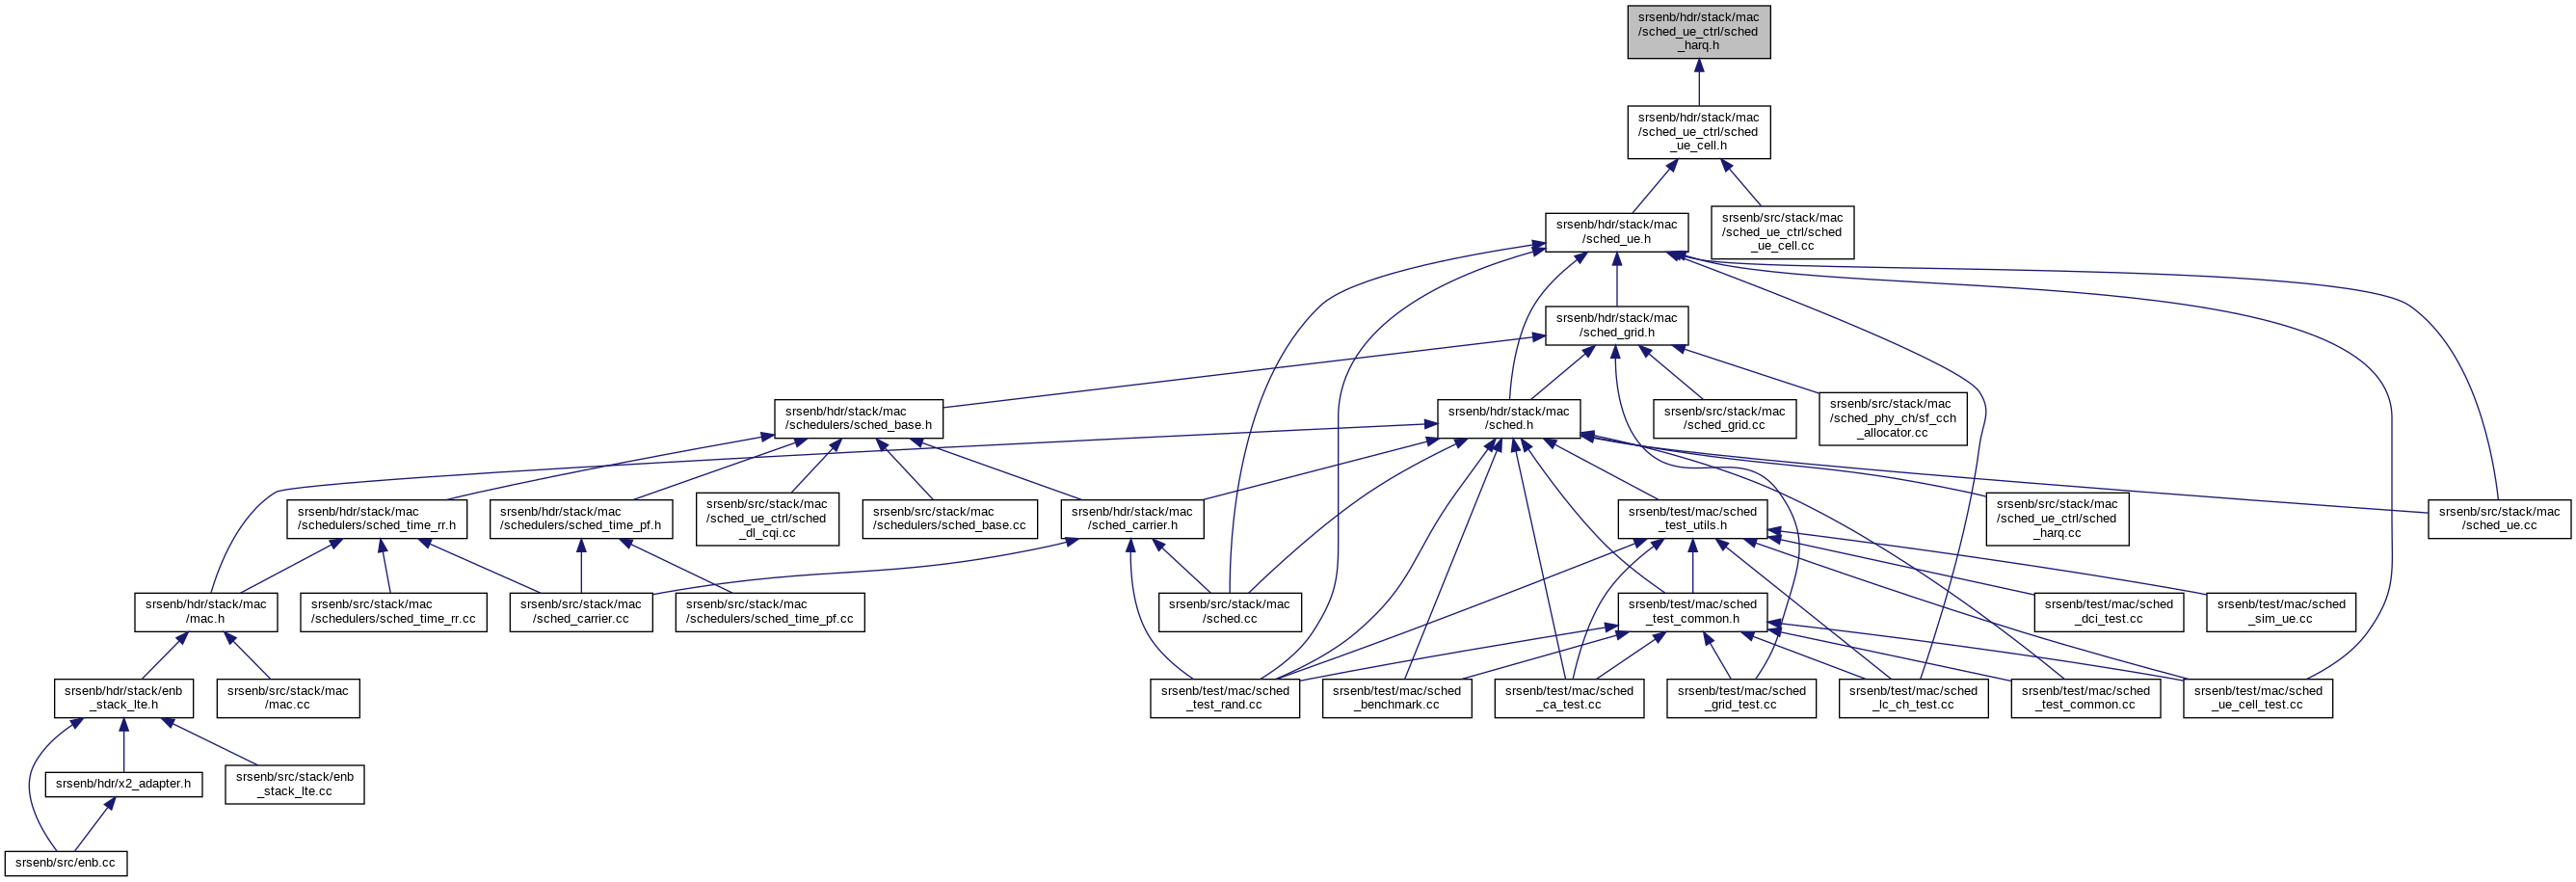 srsenb/hdr/stack/mac
/sched_ue_ctrl/sched
_harq.h
srsenb/hdr/stack/mac
/sched_ue_ctrl/sched
_ue_cell.h
srsenb/hdr/stack/mac
/sched_ue.h
srsenb/src/stack/mac
/sched_ue_ctrl/sched
_ue_cell.cc
srsenb/hdr/stack/mac
/sched_grid.h
srsenb/hdr/stack/mac
/schedulers/sched_base.h
srsenb/hdr/stack/mac
/sched.h
srsenb/src/stack/mac
/sched_grid.cc
srsenb/src/stack/mac
/sched_phy_ch/sf_cch
_allocator.cc
srsenb/hdr/stack/mac
/schedulers/sched_time_rr.h
srsenb/hdr/stack/mac
/schedulers/sched_time_pf.h
srsenb/src/stack/mac
/sched_ue_ctrl/sched
_dl_cqi.cc
srsenb/src/stack/mac
/schedulers/sched_base.cc
srsenb/hdr/stack/mac
/sched_carrier.h
srsenb/test/mac/sched
_test_utils.h
srsenb/src/stack/mac
/sched_ue_ctrl/sched
_harq.cc
srsenb/src/stack/mac
/sched_ue.cc
srsenb/hdr/stack/mac
/mac.h
srsenb/src/stack/mac
/schedulers/sched_time_rr.cc
srsenb/src/stack/mac
/sched_carrier.cc
srsenb/src/stack/mac
/schedulers/sched_time_pf.cc
srsenb/src/stack/mac
/sched.cc
srsenb/test/mac/sched
_test_common.h
srsenb/test/mac/sched
_dci_test.cc
srsenb/test/mac/sched
_sim_ue.cc
srsenb/hdr/stack/enb
_stack_lte.h
srsenb/src/stack/mac
/mac.cc
srsenb/test/mac/sched
_test_rand.cc
srsenb/test/mac/sched
_benchmark.cc
srsenb/test/mac/sched
_ca_test.cc
srsenb/test/mac/sched
_grid_test.cc
srsenb/test/mac/sched
_lc_ch_test.cc
srsenb/test/mac/sched
_test_common.cc
srsenb/test/mac/sched
_ue_cell_test.cc
srsenb/hdr/x2_adapter.h
srsenb/src/stack/enb
_stack_lte.cc
srsenb/src/enb.cc